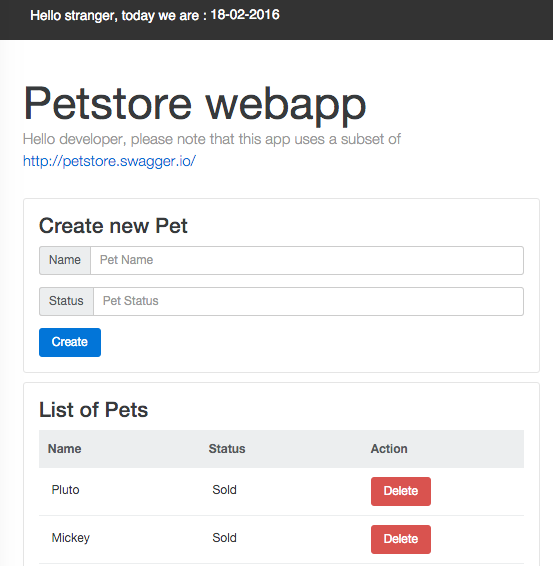 Hello stranger, today we are : 18-02-2016
Petstore webapp
Hello developer, please note that this app uses a subset of
http://petstore.swagger.io/
Create new Pet
Name Pet Name
Status Pet Status
Create
List of Pets
Name Status Action
Pluto Sold Delete
Mickey Sold Delete